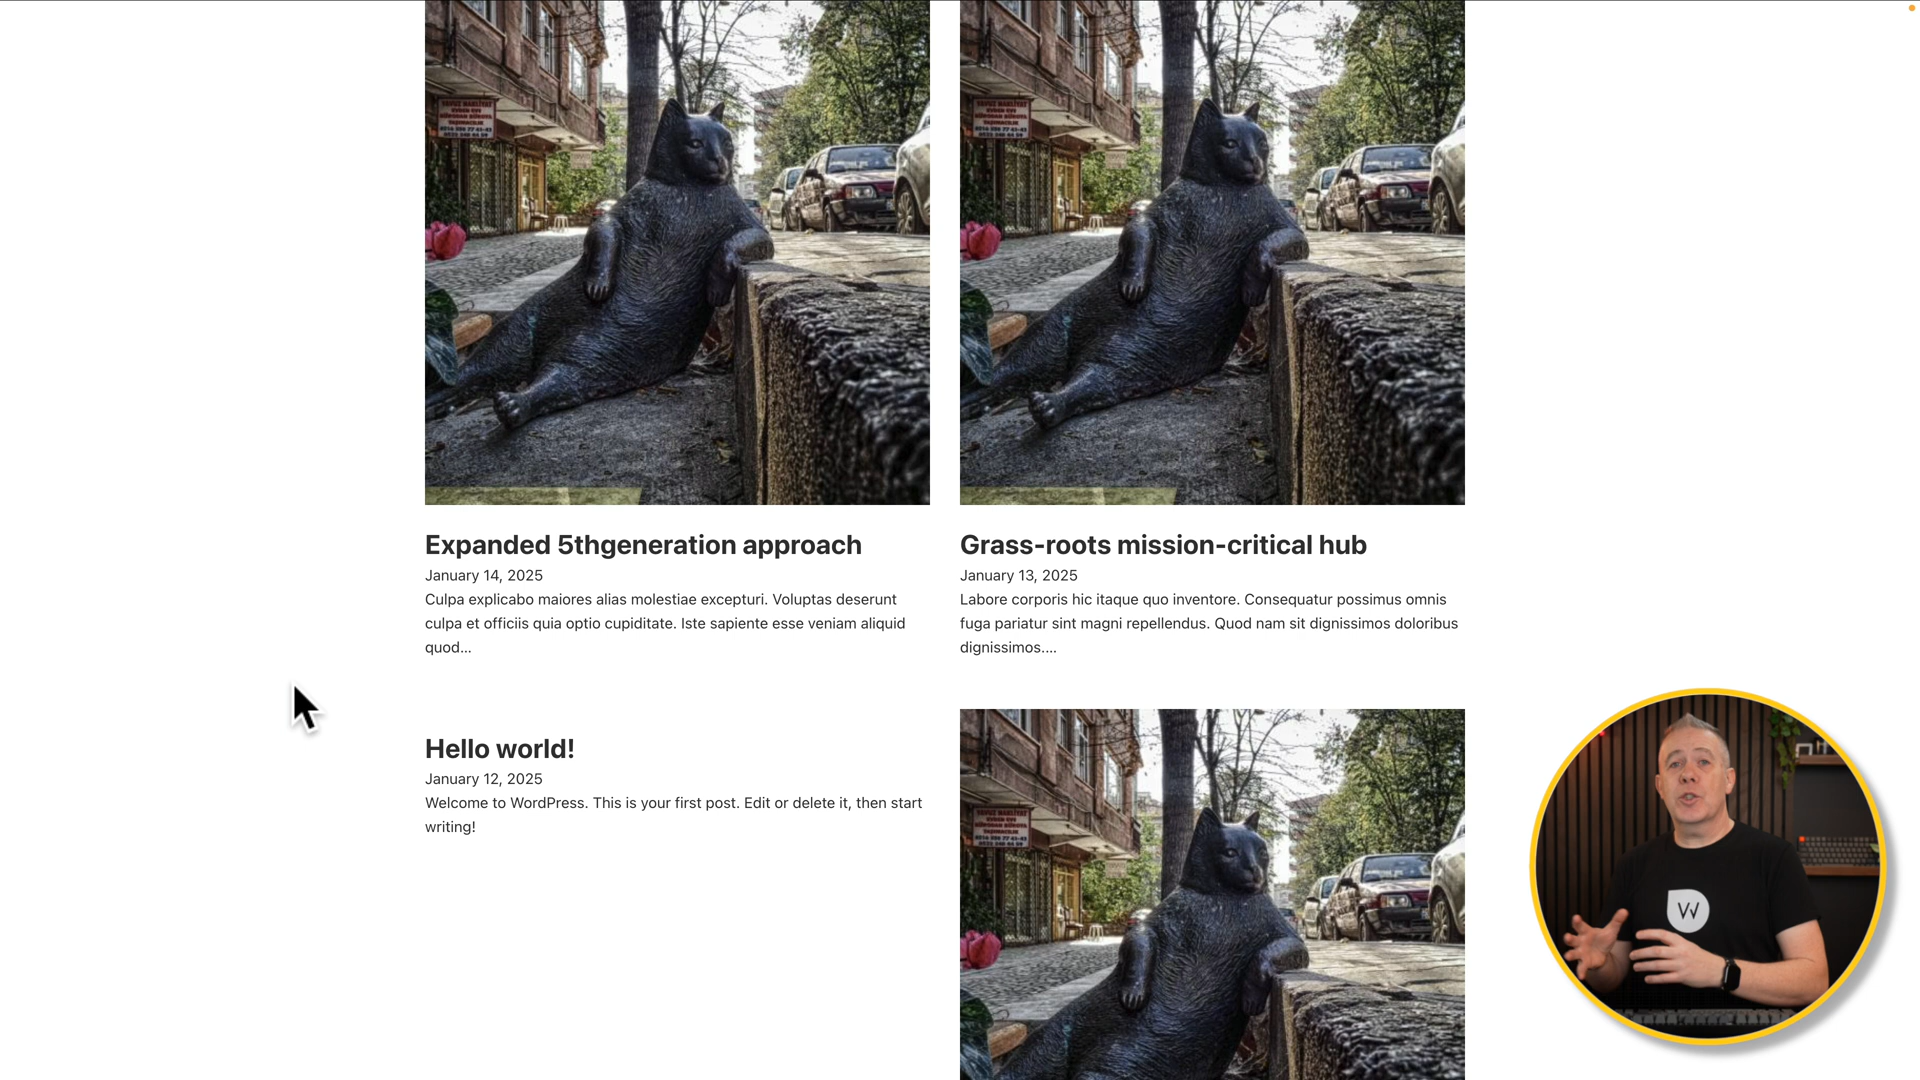 Expanded 5thgeneration approach
January 14, 2025
Culpa explicabo maiores alias molestiae excepturi. Voluptas deserunt
culpa et officiis quia optio cupiditate. Iste sapiente esse veniam aliquid
quod...
Grass-roots mission-critical hub
January 13, 2025
Labore corporis hic itaque quo inventore. Consequatur possimus omnis
fuga pariatur sint magni repellendus. Quod nam sit dignissimos doloribus
dignissimos....
Hello world!
January 12, 2025
Welcome to WordPress. This is your first post. Edit or delete it, then start
writing!
W